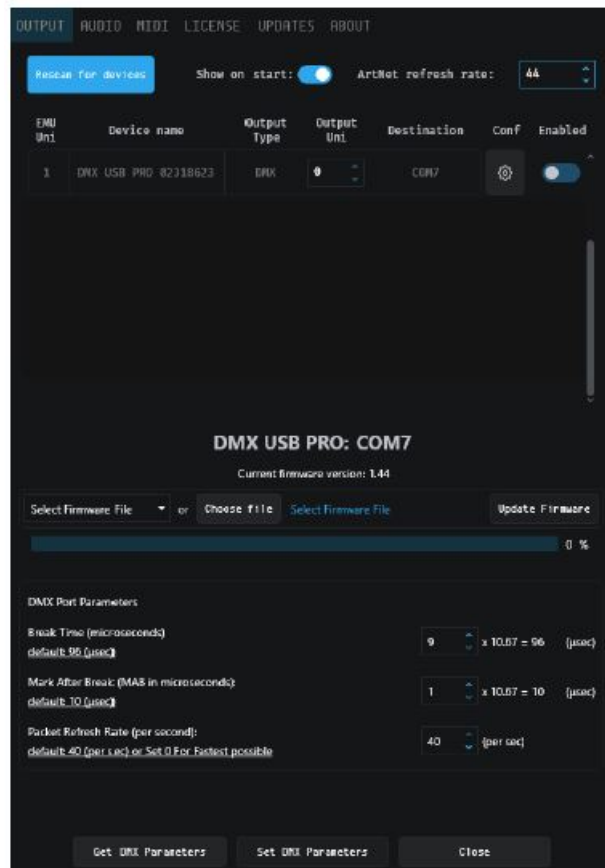 OUTPUT AUDIO MIDI LICENSE UPDATES ABOUT
Rescan for devices Show on start: ArtNet refresh rate: 44
EMU Uni Device name Output Type Output Uni Destination Conf Enabled
1 DMX USB PRO 02318623 DMX 0 COM7
DMX USB PRO: COM7
Current firmware version: 1.44
Select Firmware File or Choose file Select Firmware File Update Firmware
0 %
DMX Port Parameters
Break Time (microseconds)
default: 96 (µsec)
9 x 10.67 = 96 (µsec)
Mark After Break: (MAB in microseconds):
default: 10 (µsec)
1 x 10.67 = 10 (µsec)
Packet Refresh Rate (per second):
default: 40 (per sec) or Set 0 For Fastest possible
40 (per sec)
Get DMX Parameters Set DMX Parameters Close